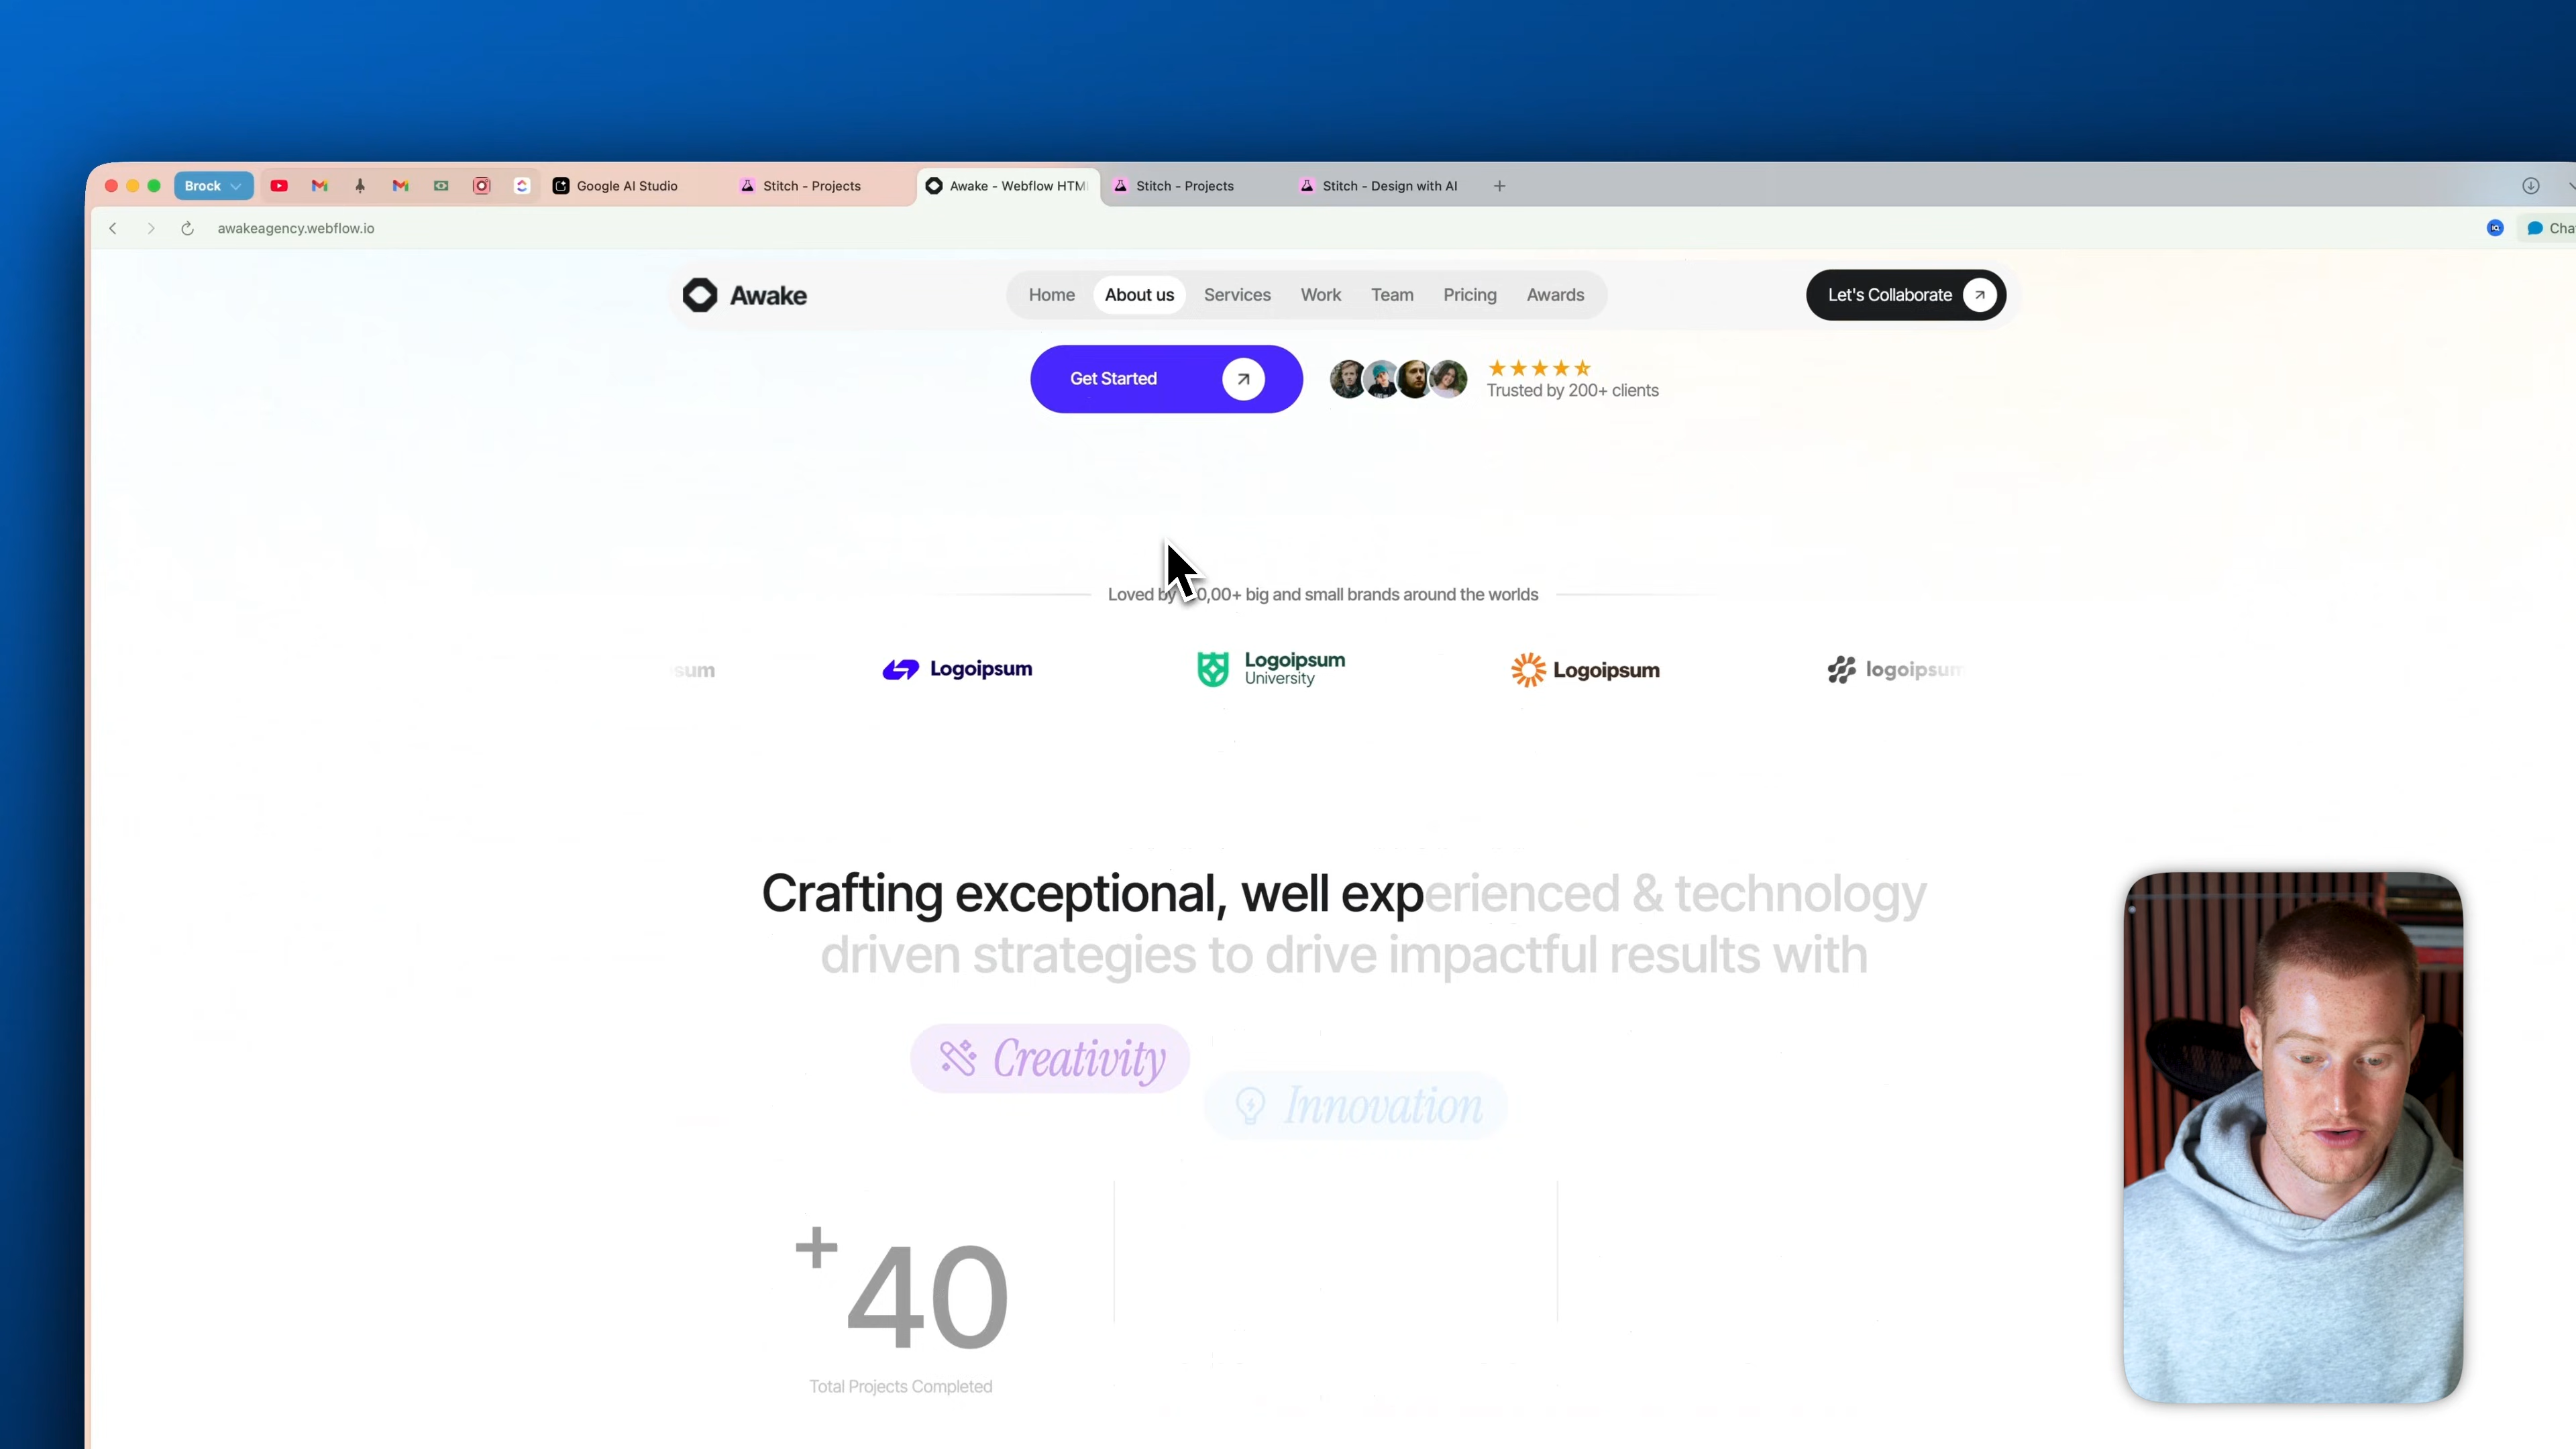 Brock
Google AI Studio
Stitch - Projects
Awake - Webflow HTM
Stitch - Projects
Stitch - Design with AI
awakeagency.webflow.io
Cha
Awake
Home
About us
Services
Work
Team
Pricing
Awards
Let's Collaborate
Get Started
Trusted by 200+ clients
Loved by 0,00+ big and small brands around the worlds
sum
Logoipsum
Logoipsum
University
Logoipsum
logoipsum
Crafting exceptional, well experienced & technology
driven strategies to drive impactful results with
Creativity
Innovation
+40
Total Projects Completed